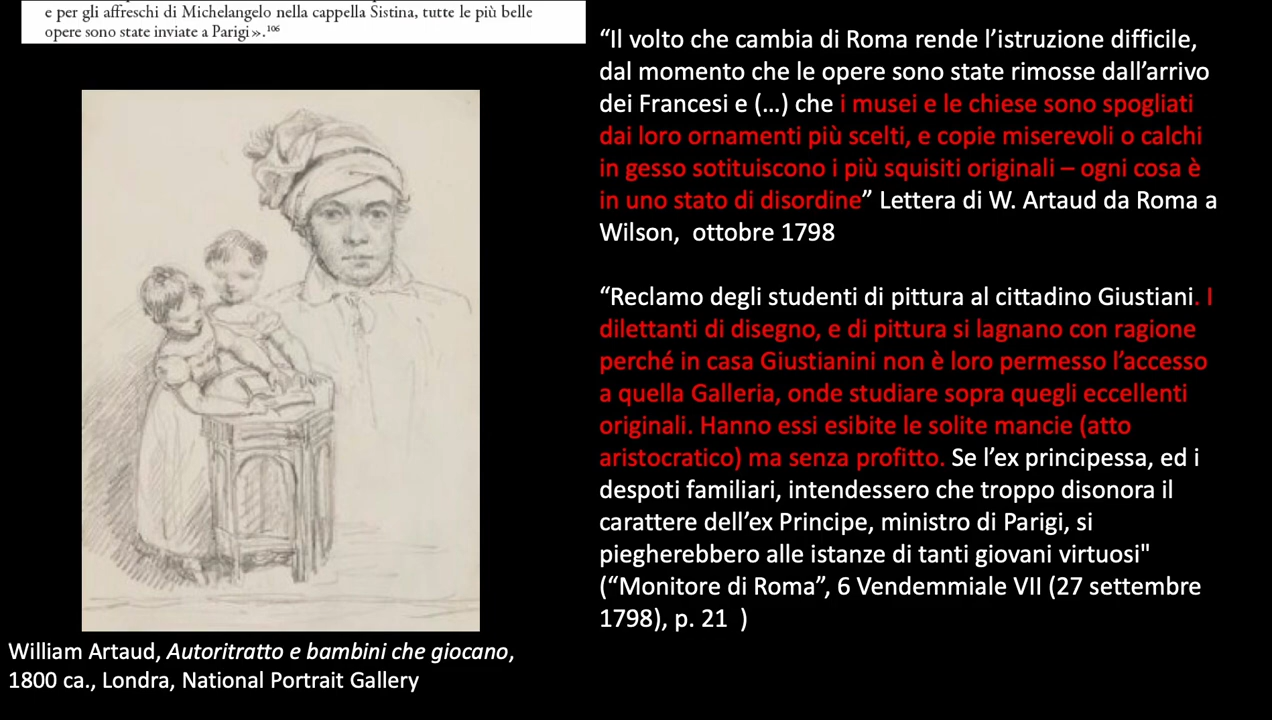 e per gli affreschi di Michelangelo nella cappella Sistina, tutte le più belle
opere sono state inviate a Parigi».¹⁰⁶
“Il volto che cambia di Roma rende l’istruzione difficile,
dal momento che le opere sono state rimosse dall’arrivo
dei Francesi e (…) che i musei e le chiese sono spogliati
dai loro ornamenti più scelti, e copie miserevoli o calchi
in gesso sotituiscono i più squisiti originali – ogni cosa è
in uno stato di disordine” Lettera di W. Artaud da Roma a
Wilson,  ottobre 1798
“Reclamo degli studenti di pittura al cittadino Giustiani. I
dilettanti di disegno, e di pittura si lagnano con ragione
perché in casa Giustianini non è loro permesso l’accesso
a quella Galleria, onde studiare sopra quegli eccellenti
originali. Hanno essi esibite le solite mancie (atto
aristocratico) ma senza profitto. Se l’ex principessa, ed i
despoti familiari, intendessero che troppo disonora il
carattere dell’ex Principe, ministro di Parigi, si
piegherebbero alle istanze di tanti giovani virtuosi"
(“Monitore di Roma”, 6 Vendemmiale VII (27 settembre
1798), p. 21  )
William Artaud, Autoritratto e bambini che giocano,
1800 ca., Londra, National Portrait Gallery